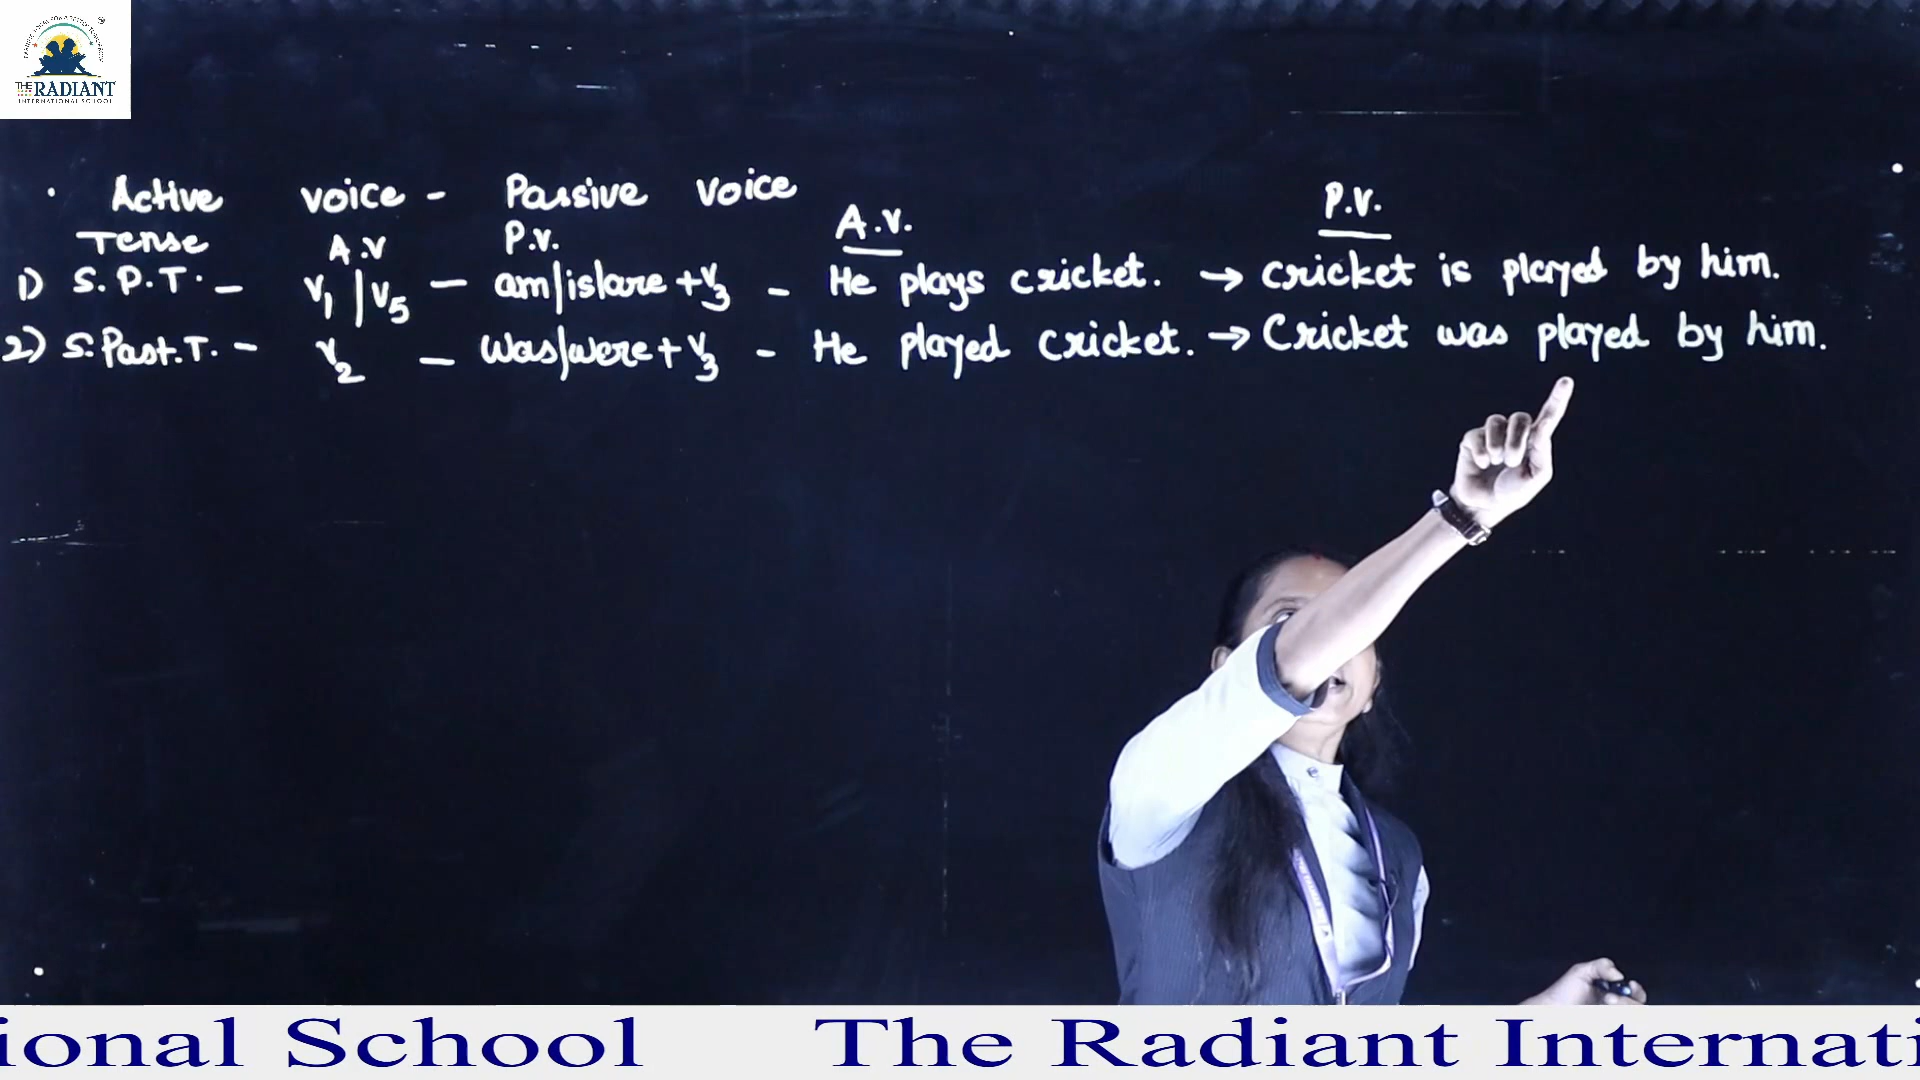 THE RADIANT
INTERNATIONAL SCHOOL
Active voice - Passive voice
A.V. P.V.
Tense A.V P.V.
1) S.P.T. - V1 | V5 - am/is/are + V3 - He plays cricket. → cricket is played by him.
2) S.Past.T. - V2 - was/were + V3 - He played cricket. → Cricket was played by him.
ional School The Radiant Internati